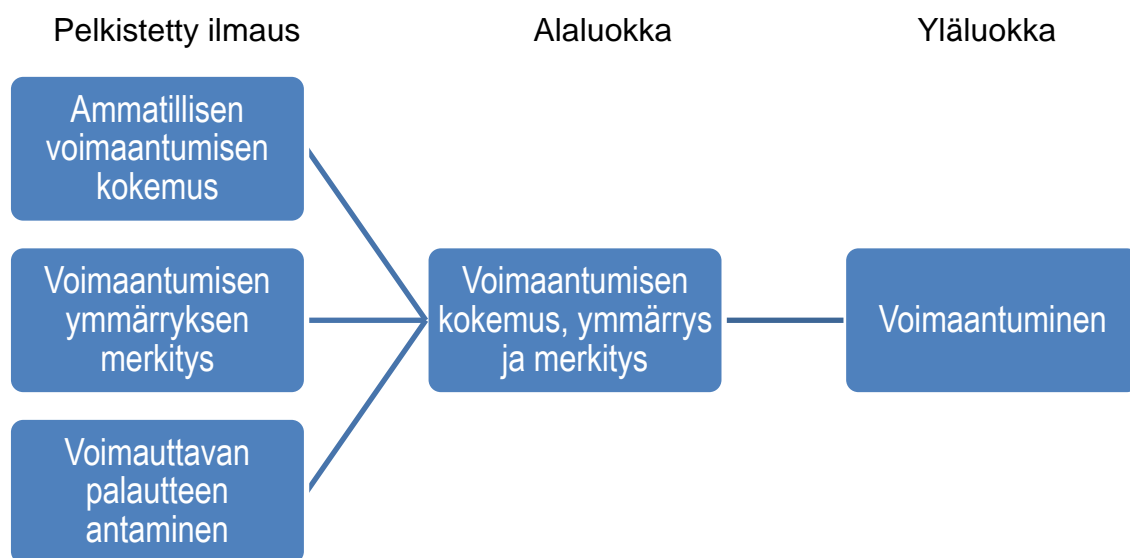 Pelkistetty ilmaus
Alaluokka
Yläluokka
Ammatillisen
voimaantumisen
kokemus
Voimaantumisen
ymmärryksen
merkitys
Voimauttavan
palautteen
antaminen
Voimaantumisen
kokemus, ymmärrys
ja merkitys
Voimaantuminen